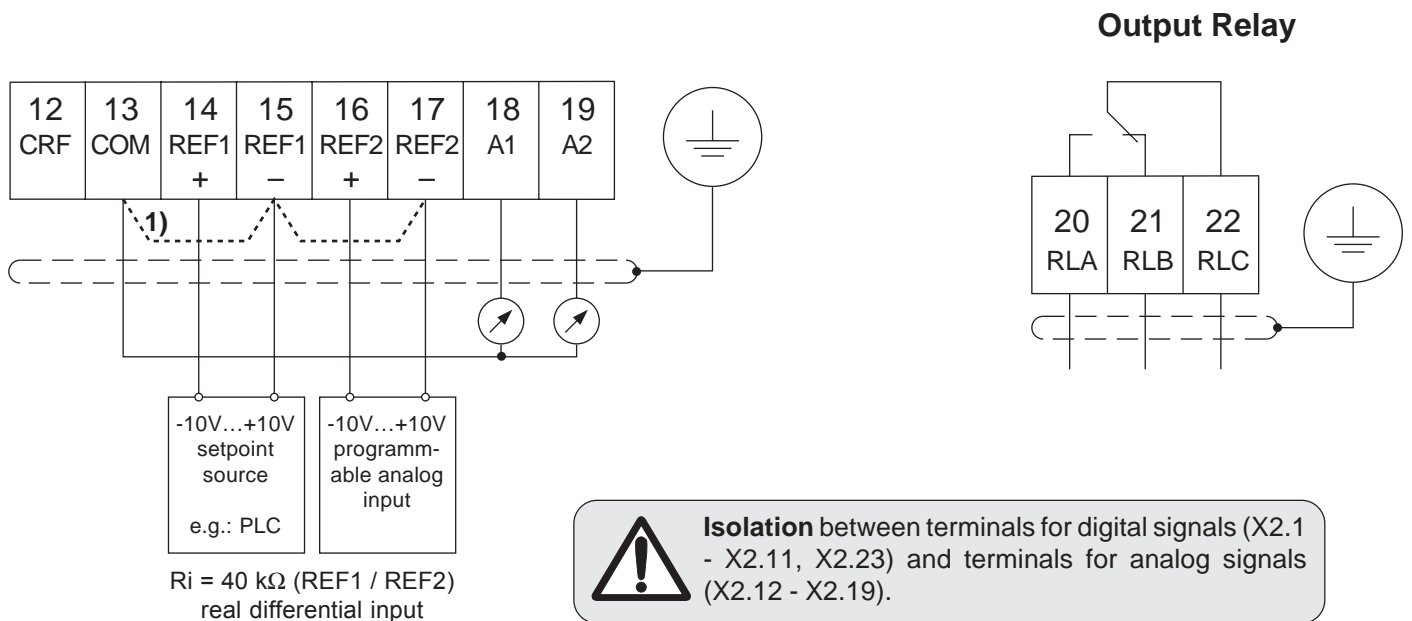 Output Relay
12 13 14 15 16 17 18 19
CRF COM REF1 REF1 REF2 REF2 A1 A2
+ – + –
1)
20 21 22
RLA RLB RLC
-10V…+10V
setpoint
source
e.g.: PLC
-10V…+10V
programm-
able analog
input
Ri = 40 kΩ (REF1 / REF2)
real differential input
Isolation between terminals for digital signals (X2.1
- X2.11, X2.23) and terminals for analog signals
(X2.12 - X2.19).